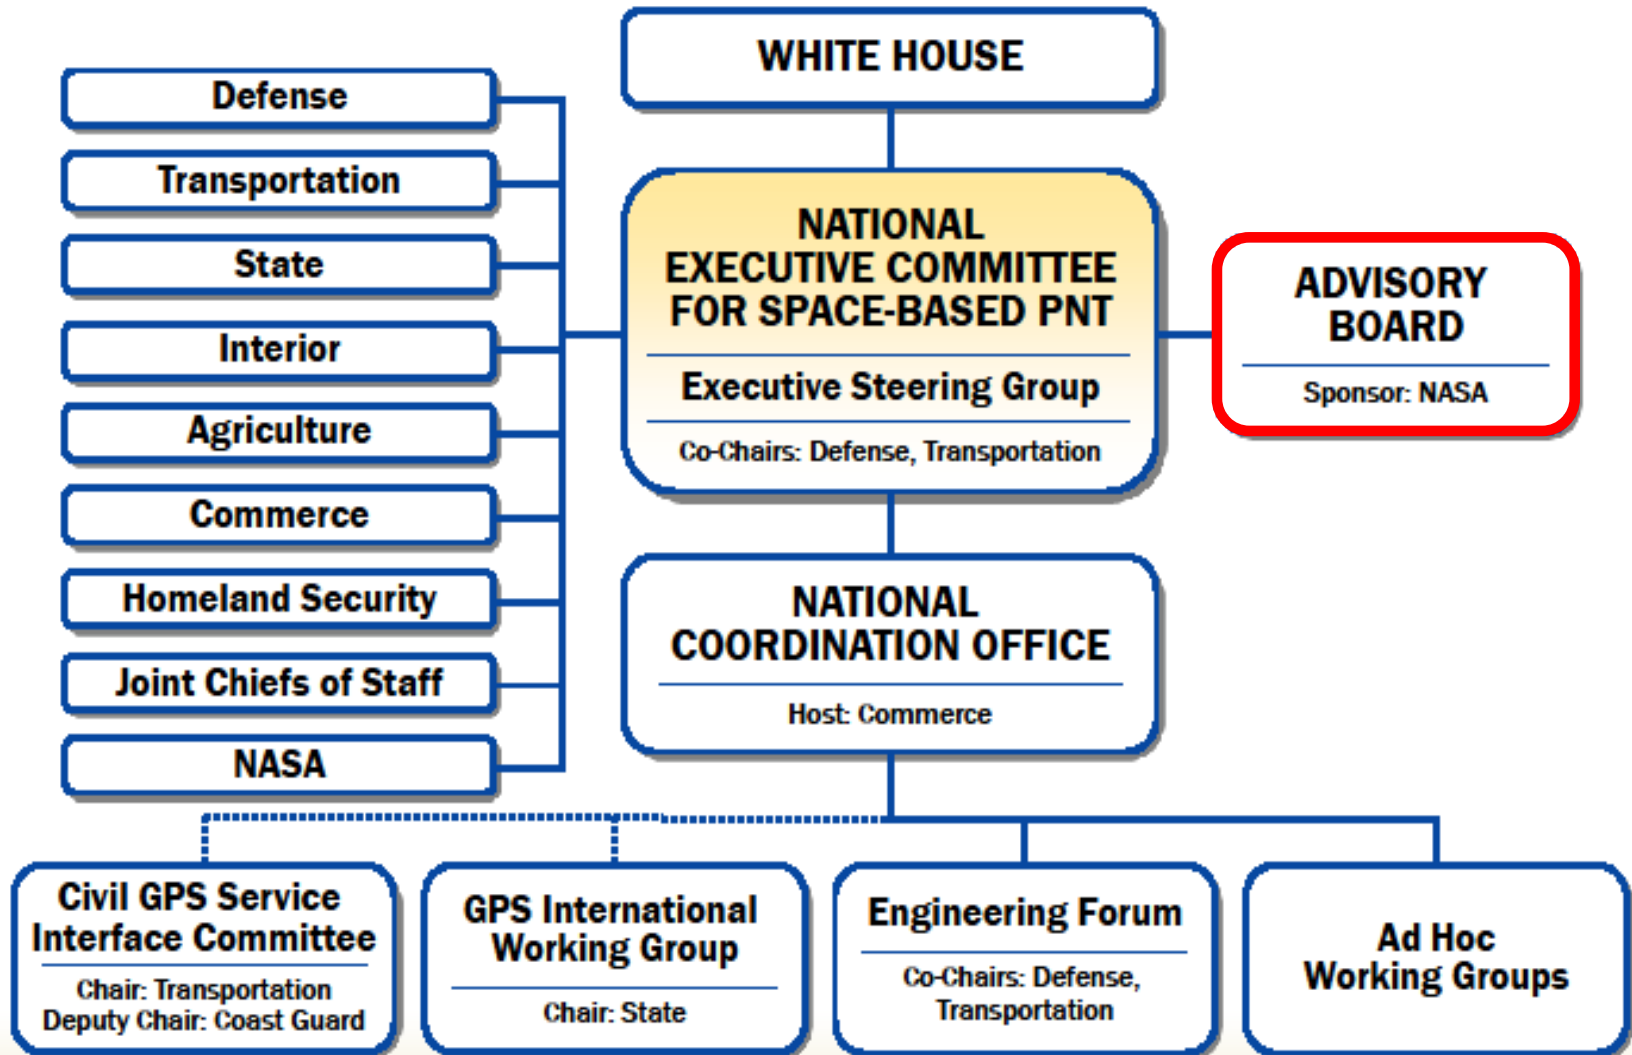 WHITE HOUSE
Defense
Transportation
State
Interior
Agriculture
Commerce
Homeland Security
Joint Chiefs of Staff
NASA
NATIONAL
EXECUTIVE COMMITTEE
FOR SPACE-BASED PNT
Executive Steering Group
Co-Chairs: Defense, Transportation
ADVISORY
BOARD
Sponsor: NASA
NATIONAL
COORDINATION OFFICE
Host: Commerce
Civil GPS Service
Interface Committee
Chair: Transportation
Deputy Chair: Coast Guard
GPS International
Working Group
Chair: State
Engineering Forum
Co-Chairs: Defense,
Transportation
Ad Hoc
Working Groups